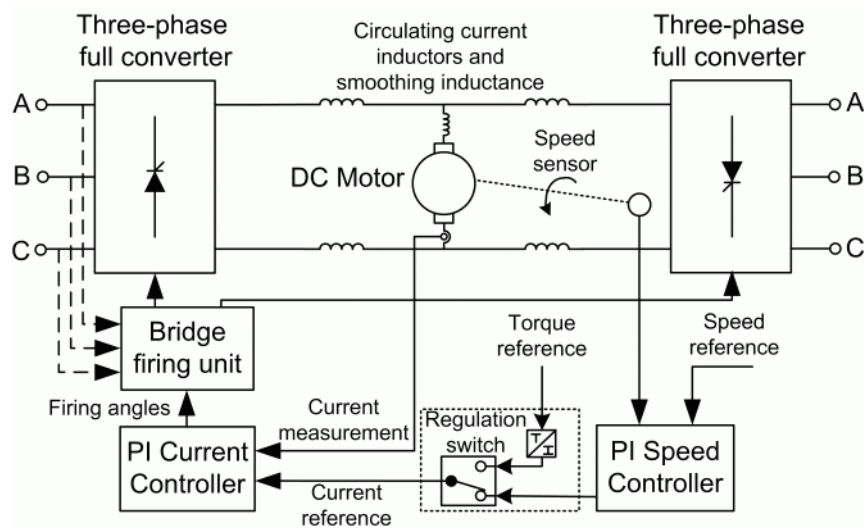 Three-phase
full converter
Circulating current
inductors and
smoothing inductance
Three-phase
full converter
A
B
C
DC Motor
Speed
sensor
A
B
C
Bridge
firing unit
Torque
reference
Speed
reference
Firing angles
Current
measurement
Regulation
switch
T
I
PI Current
Controller
Current
reference
PI Speed
Controller